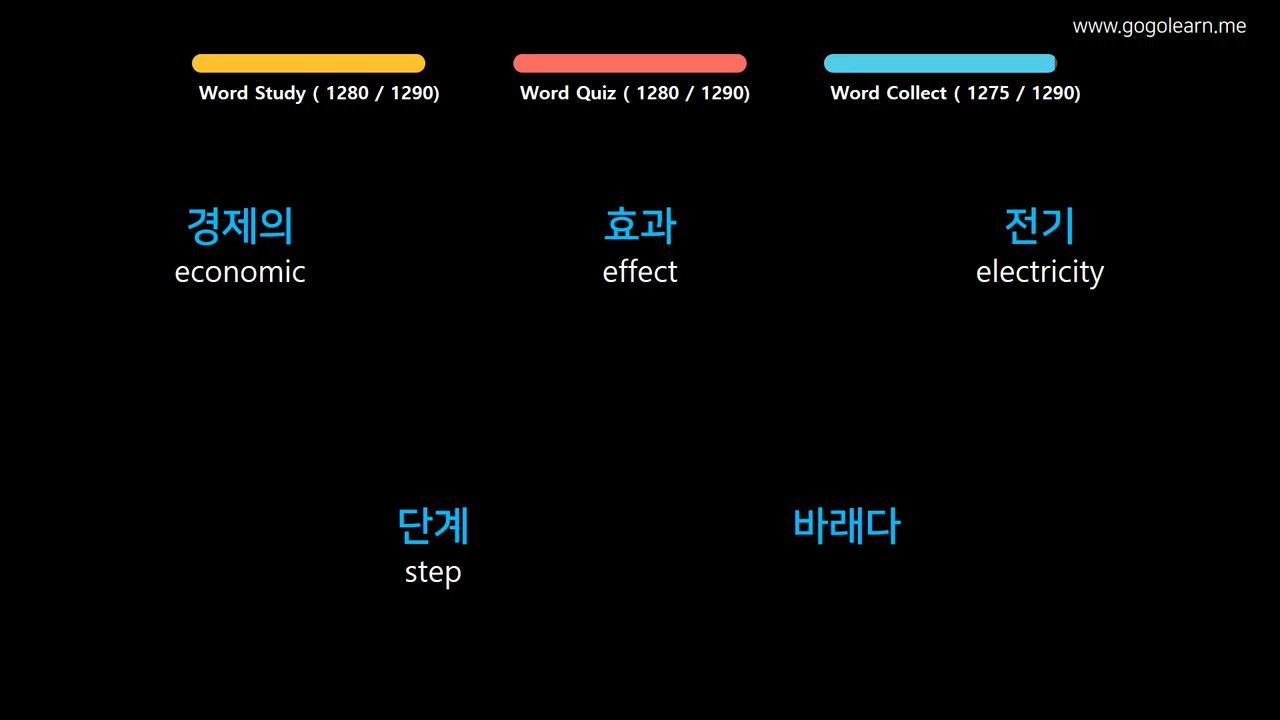 www.gogolearn.me
Word Study ( 1280 / 1290)
Word Quiz ( 1280 / 1290)
Word Collect ( 1275 / 1290)
경제의
economic
효과
effect
전기
electricity
단계
step
바래다